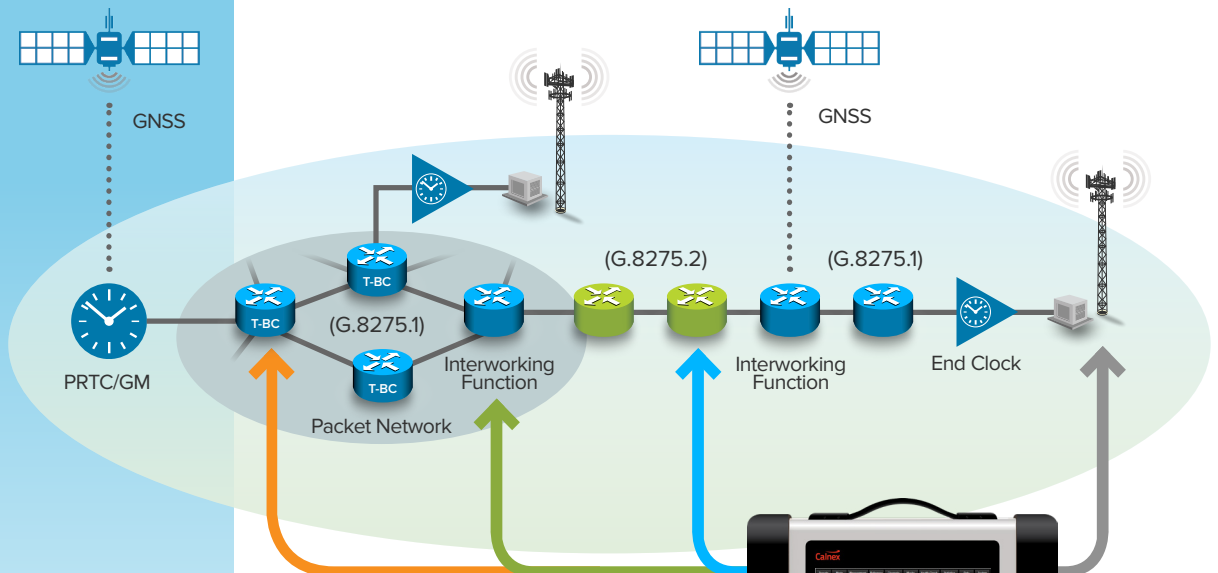 GNSS
GNSS
(G.8275.2)
(G.8275.1)
T-BC
T-BC
(G.8275.1)
T-BC
PRTC/GM
Interworking
Function
Interworking
Function
End Clock
Packet Network
Calnex